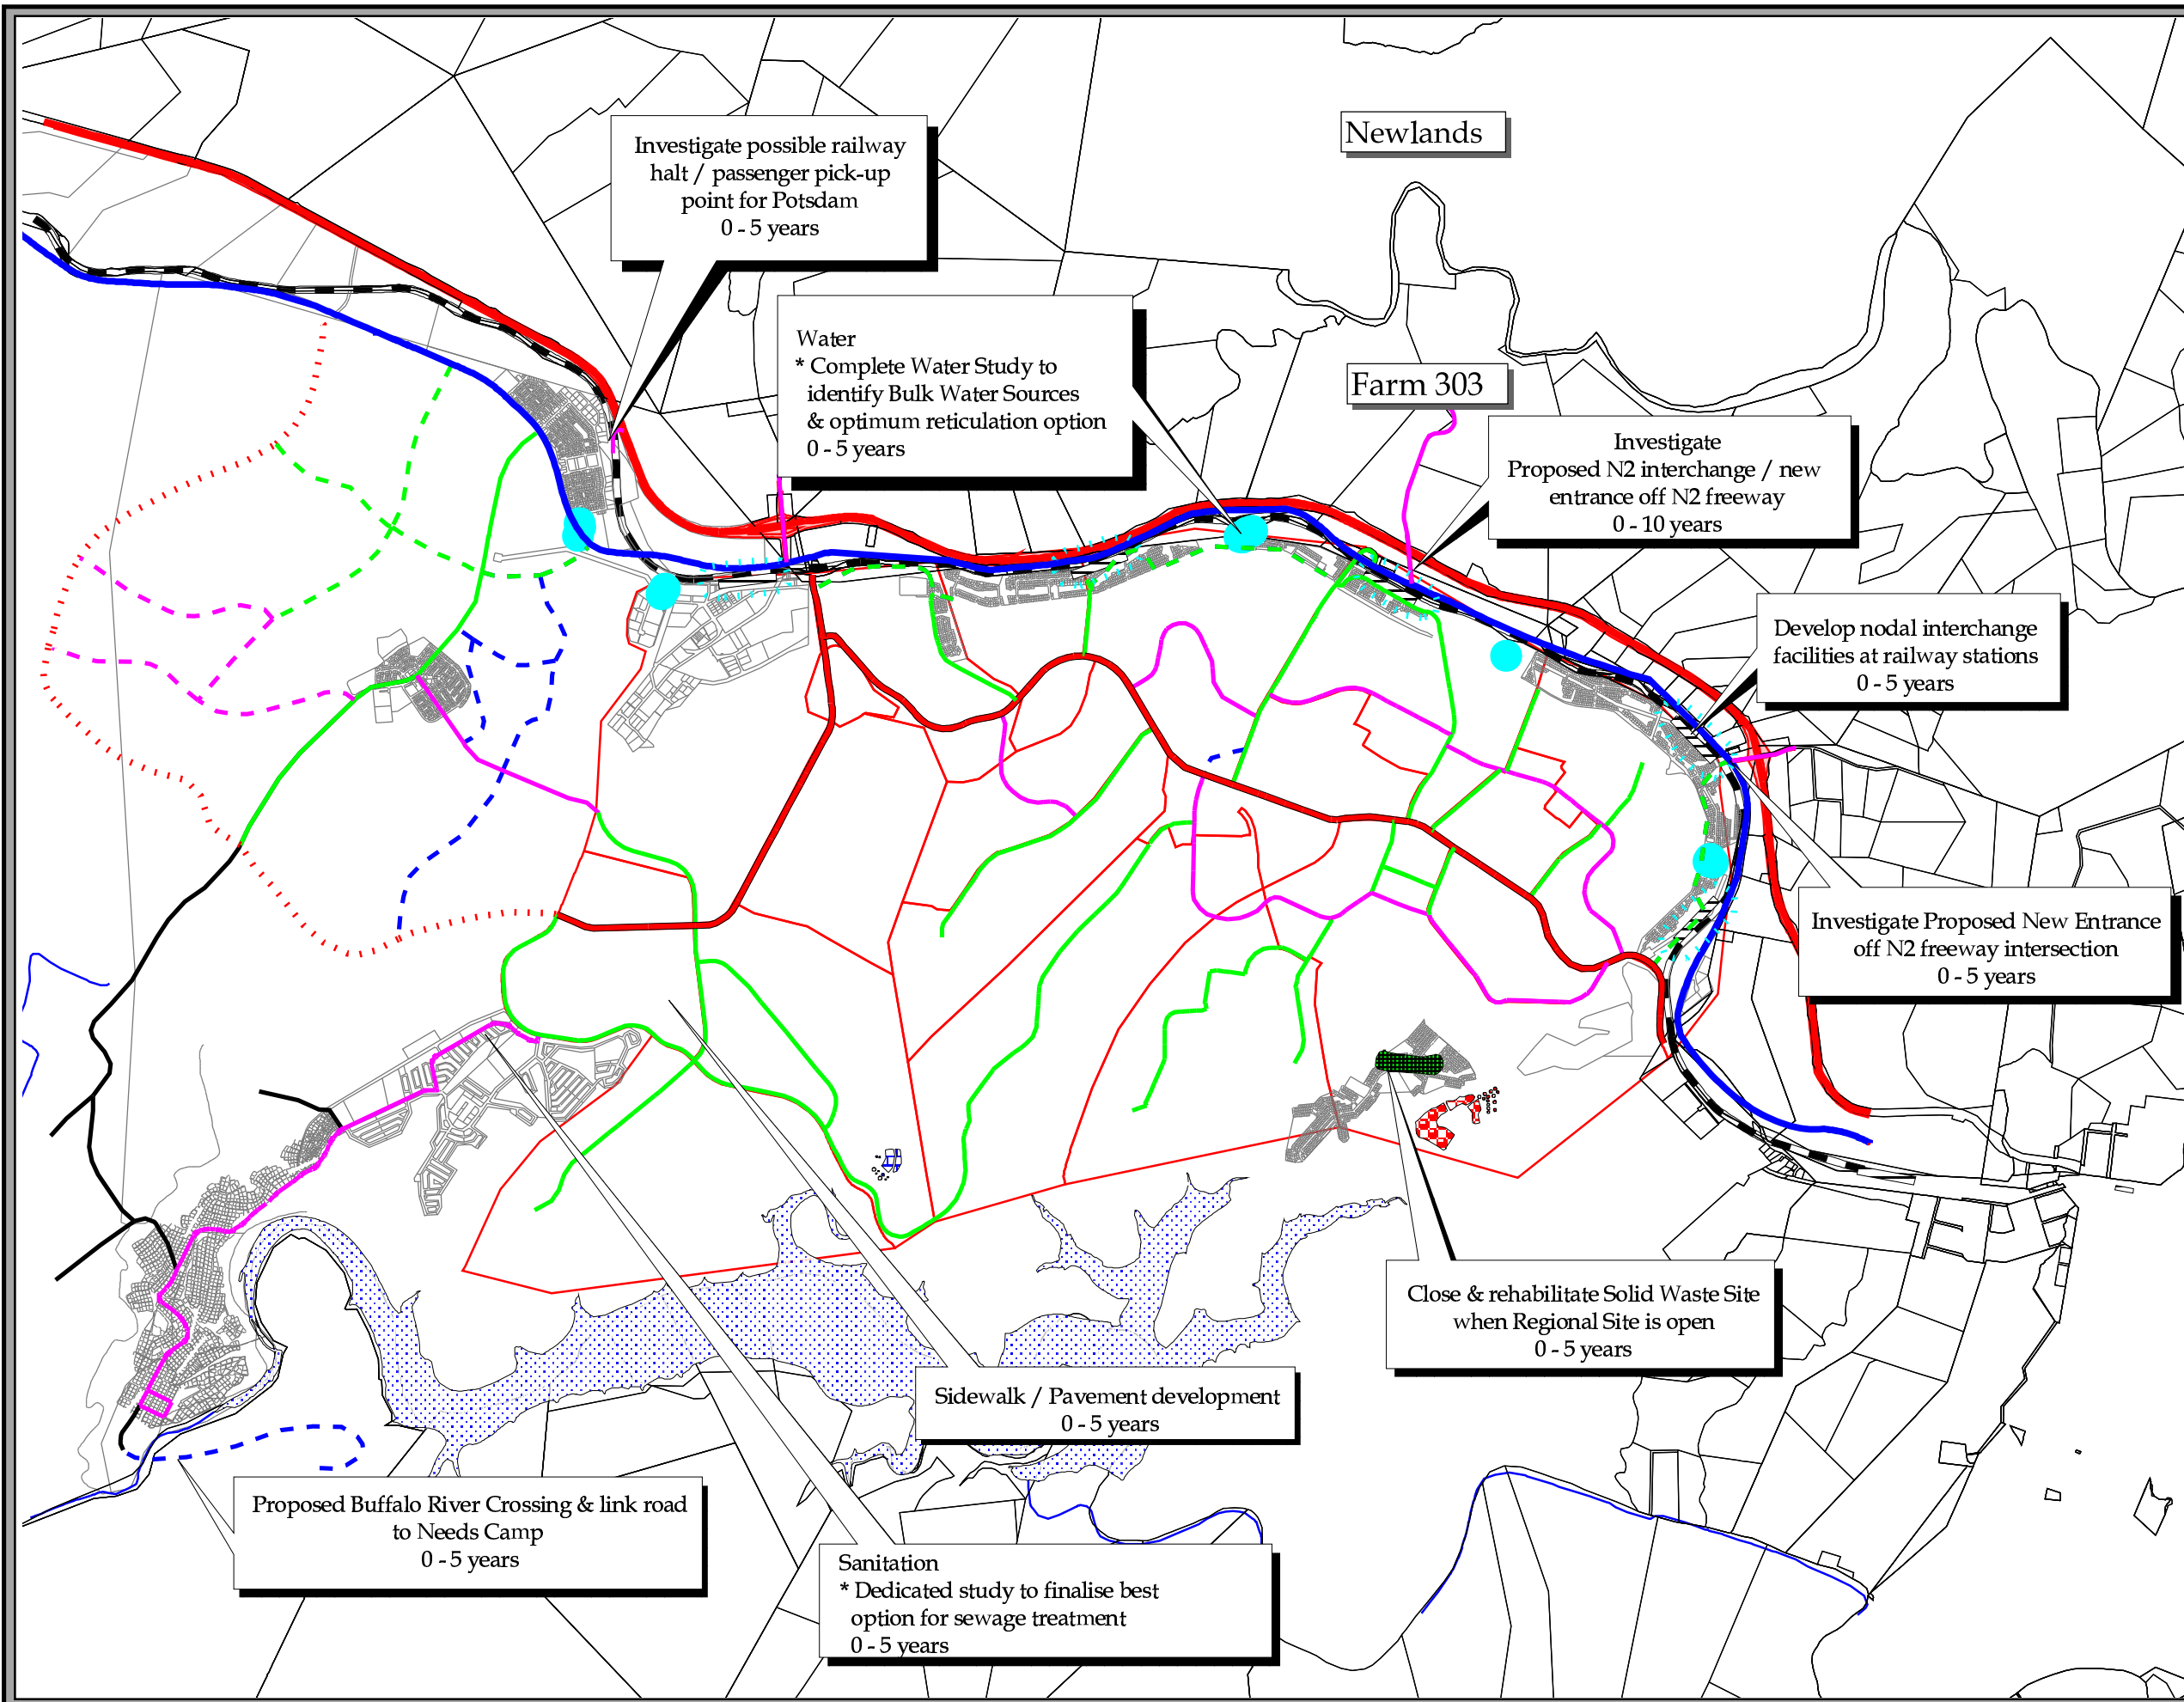 Newlands
Investigate possible railway
halt / passenger pick-up
point for Potsdam
0 - 5 years
Water
* Complete Water Study to
identify Bulk Water Sources
& optimum reticulation option
0 - 5 years
Farm 303
Investigate
Proposed N2 interchange / new
entrance off N2 freeway
0 - 10 years
Develop nodal interchange
facilities at railway stations
0 - 5 years
Investigate Proposed New Entrance
off N2 freeway intersection
0 - 5 years
Close & rehabilitate Solid Waste Site
when Regional Site is open
0 - 5 years
Sidewalk / Pavement development
0 - 5 years
Proposed Buffalo River Crossing & link road
to Needs Camp
0 - 5 years
Sanitation
* Dedicated study to finalise best
option for sewage treatment
0 - 5 years